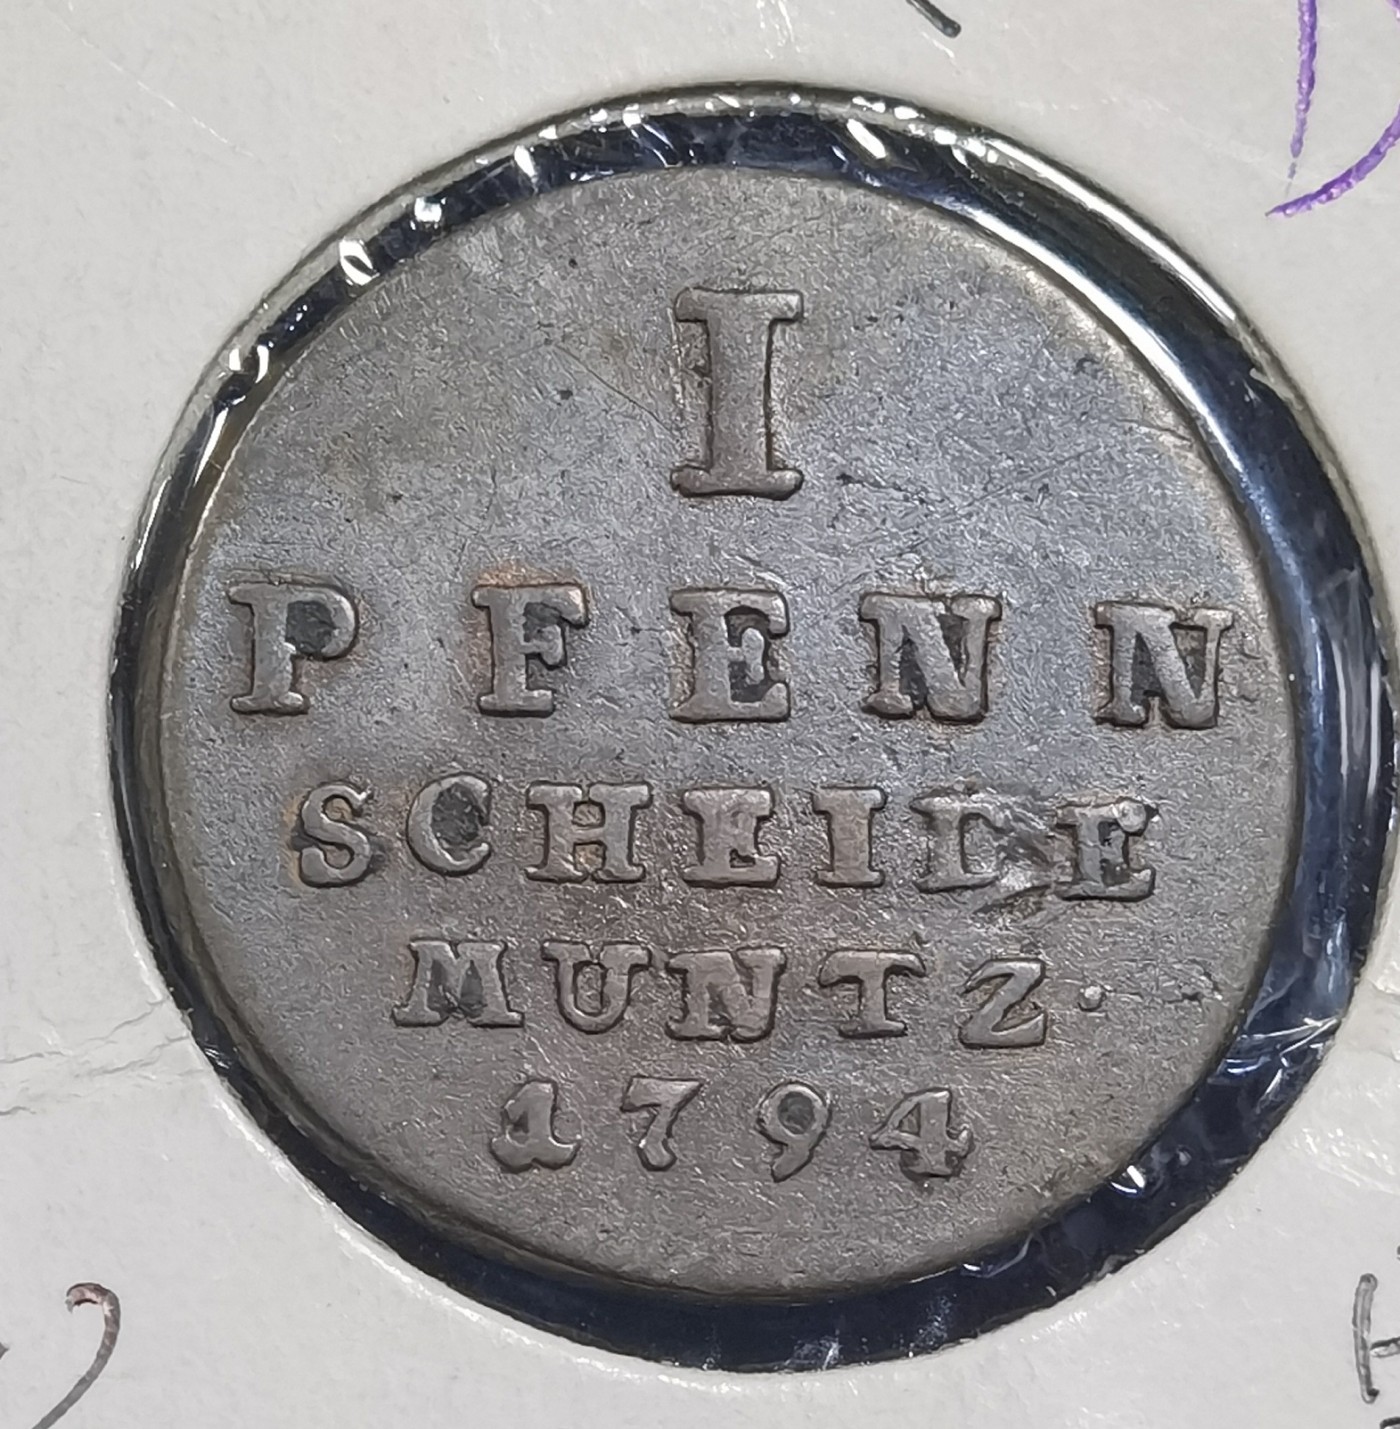 I
PFENN
SCHEIDE
MUNTZ.
1794